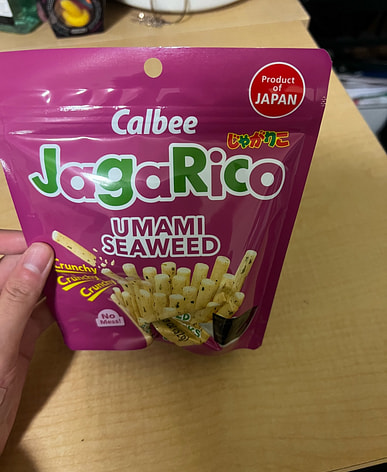 Product
of
JAPAN
Calbee
じゃがりこ
JagaRico
UMAMI
SEAWEED
Crunchy
Crunchy
Crunchy
No
Mess!